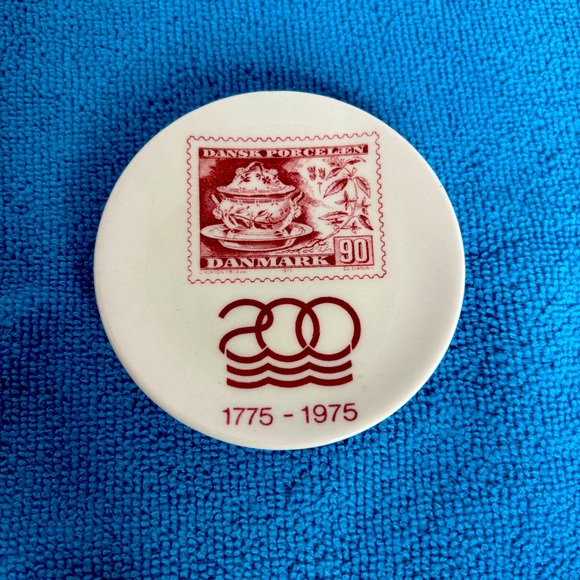 DANSK PORCELÆN
90
DANMARK
200
1775 - 1975